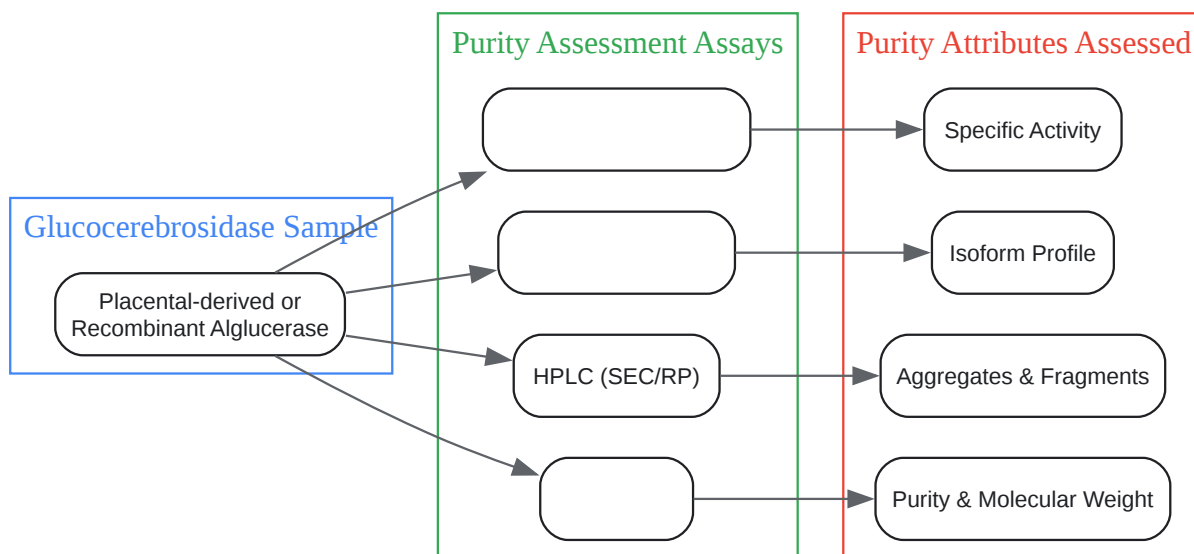 Purity Assessment Assays
Purity Attributes Assessed
Specific Activity
Glucocerebrosidase Sample
Isoform Profile
Placental-derived or
Recombinant Alglucerase
HPLC (SEC/RP)
Aggregates & Fragments
Purity & Molecular Weight